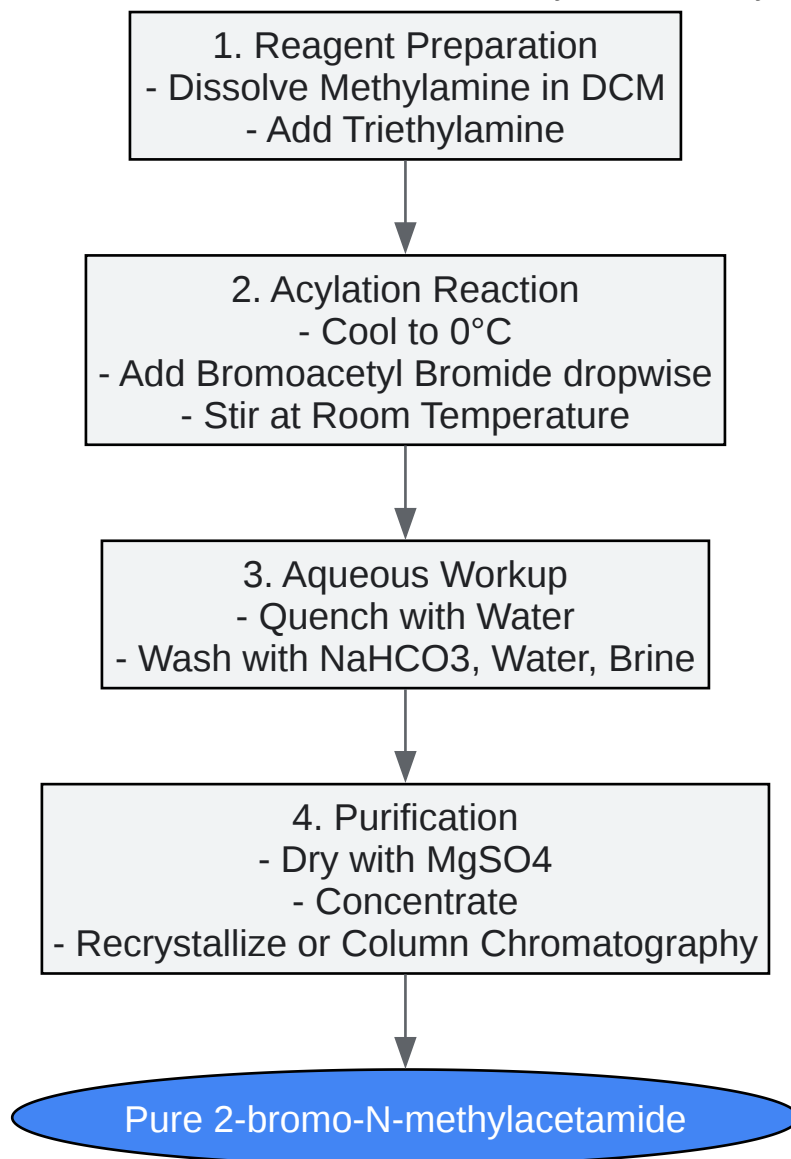 1. Reagent Preparation
- Dissolve Methylamine in DCM
- Add Triethylamine
2. Acylation Reaction
- Cool to 0°C
- Add Bromoacetyl Bromide dropwise
- Stir at Room Temperature
3. Aqueous Workup
- Quench with Water
- Wash with NaHCO3, Water, Brine
4. Purification
- Dry with MgSO4
- Concentrate
- Recrystallize or Column Chromatography
Pure 2-bromo-N-methylacetamide